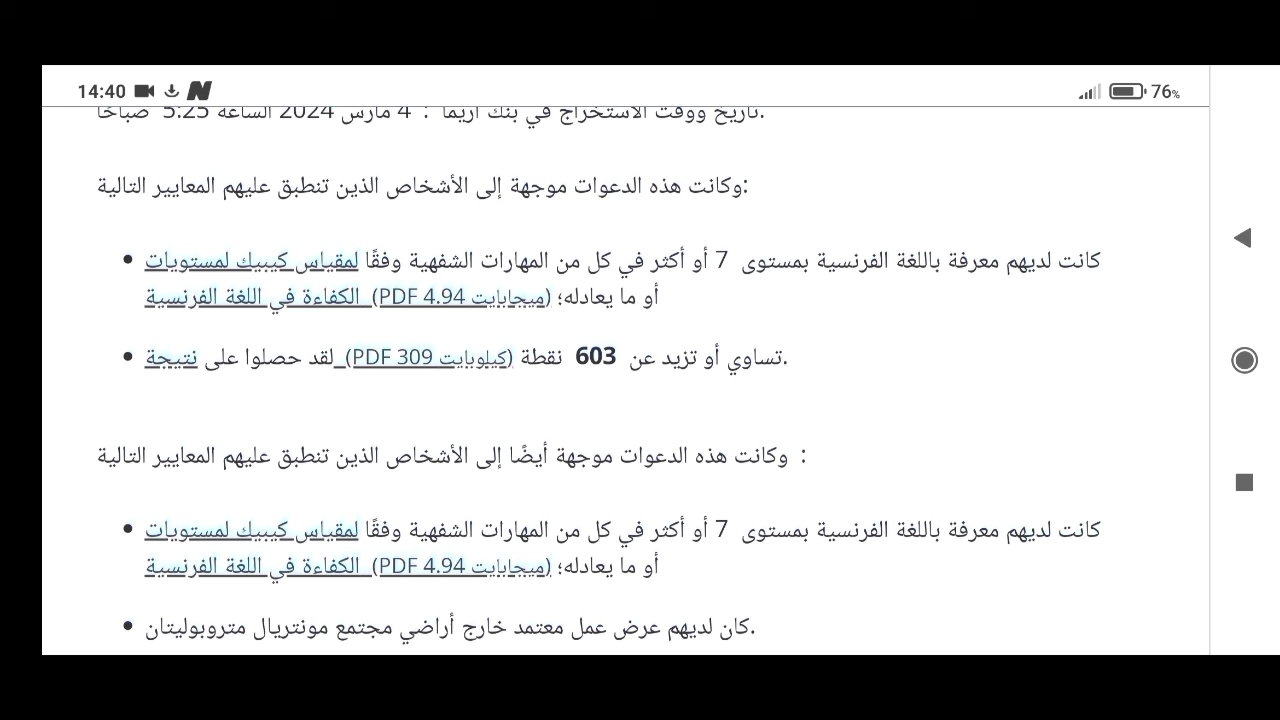 14:40
76%
تاريخ ووقت الاستخراج في بنك أريما : 4 مارس 2024 الساعة 5:25 صباحًا.
وكانت هذه الدعوات موجهة إلى الأشخاص الذين تنطبق عليهم المعايير التالية:
كانت لديهم معرفة باللغة الفرنسية بمستوى 7 أو أكثر في كل من المهارات الشفهية وفقًا لمقياس كيبيك لمستويات
الكفاءة في اللغة الفرنسية (PDF 4.94 ميجابايت) أو ما يعادله؛
لقد حصلوا على نتيجة (PDF 309 كيلوبايت) تساوي أو تزيد عن 603 نقطة.
وكانت هذه الدعوات موجهة أيضًا إلى الأشخاص الذين تنطبق عليهم المعايير التالية :
كانت لديهم معرفة باللغة الفرنسية بمستوى 7 أو أكثر في كل من المهارات الشفهية وفقًا لمقياس كيبيك لمستويات
الكفاءة في اللغة الفرنسية (PDF 4.94 ميجابايت) أو ما يعادله؛
كان لديهم عرض عمل معتمد خارج أراضي مجتمع مونتريال متروبوليتان.